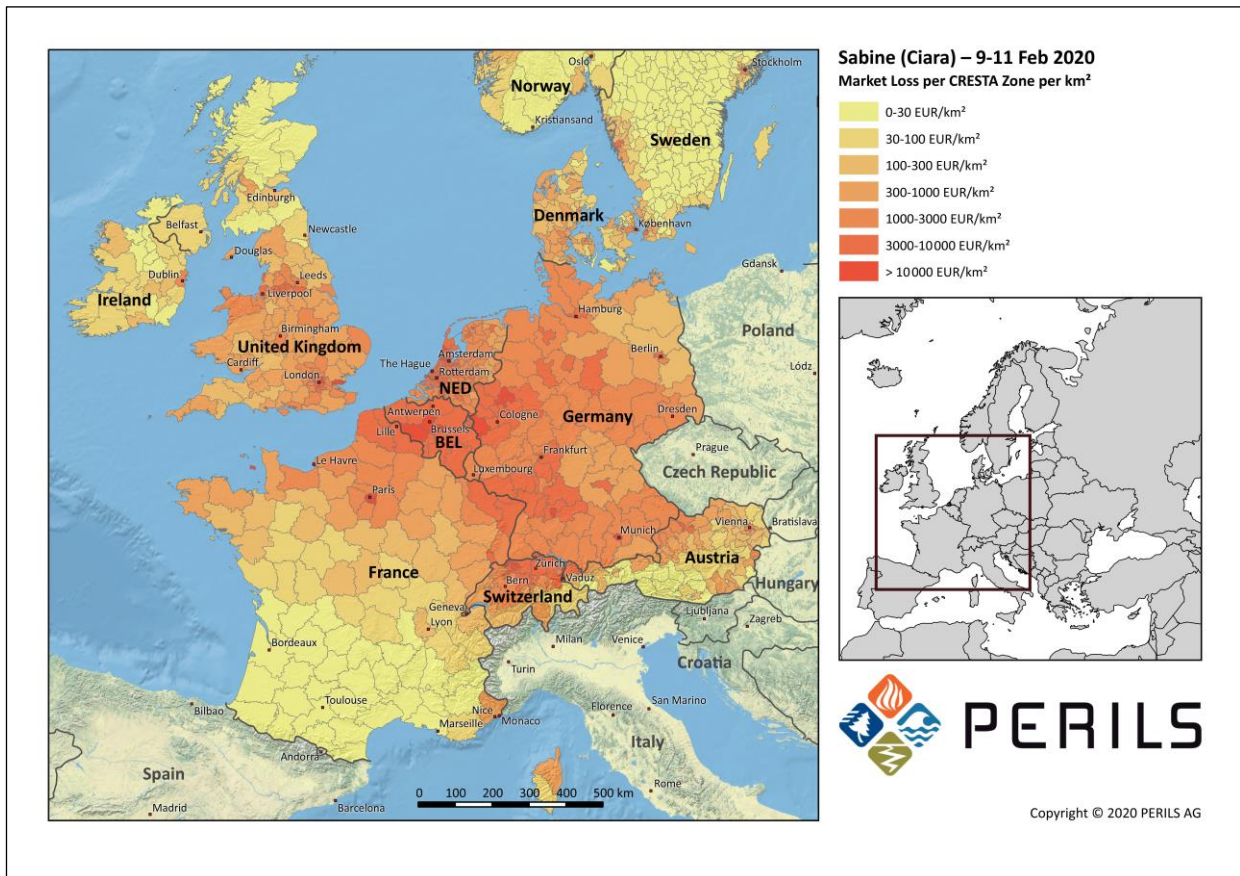 Sabine (Ciara) – 9-11 Feb 2020
Market Loss per CRESTA Zone per km²
0-30 EUR/km²
30-100 EUR/km²
100-300 EUR/km²
300-1000 EUR/km²
1000-3000 EUR/km²
3000-10 000 EUR/km²
> 10 000 EUR/km²
Oslo
Stockholm
Norway
Kristiansand
Sweden
Edinburgh
Denmark
Belfast
Newcastle
København
Douglas
Gdansk
Dublin
Leeds
Ireland
Liverpool
Hamburg
Poland
Birmingham
United Kingdom
Amsterdam
Berlin
The Hague
Cardiff
Rotterdam
Łódź
London
NED
Antwerpen
Cologne
Germany
Dresden
Lille
Brussels
BEL
Le Havre
Luxembourg
Frankfurt
Prague
Czech Republic
Paris
Munich
Vienna
Bratislava
Austria
France
Zürich
Bern
Vaduz
Switzerland
Hungary
Geneva
Ljubljana
Lyon
Zagreb
Bordeaux
Milan
Venice
Croatia
Turin
Toulouse
Nice
Monaco
Florence
San Marino
Bilbao
Marseille
Andorra
Italy
Spain
Rome
Madrid
Barcelona
0 100 200 300 400 500 km
PERILS
Copyright © 2020 PERILS AG